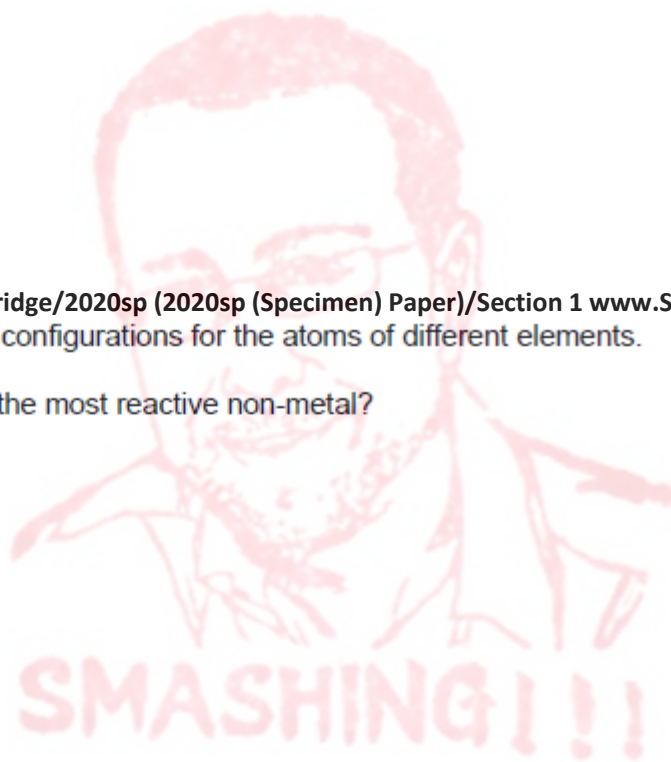 ridge/2020sp (2020sp (Specimen) Paper)/Section 1 www.S
configurations for the atoms of different elements.
the most reactive non-metal?
SMASHING!!!